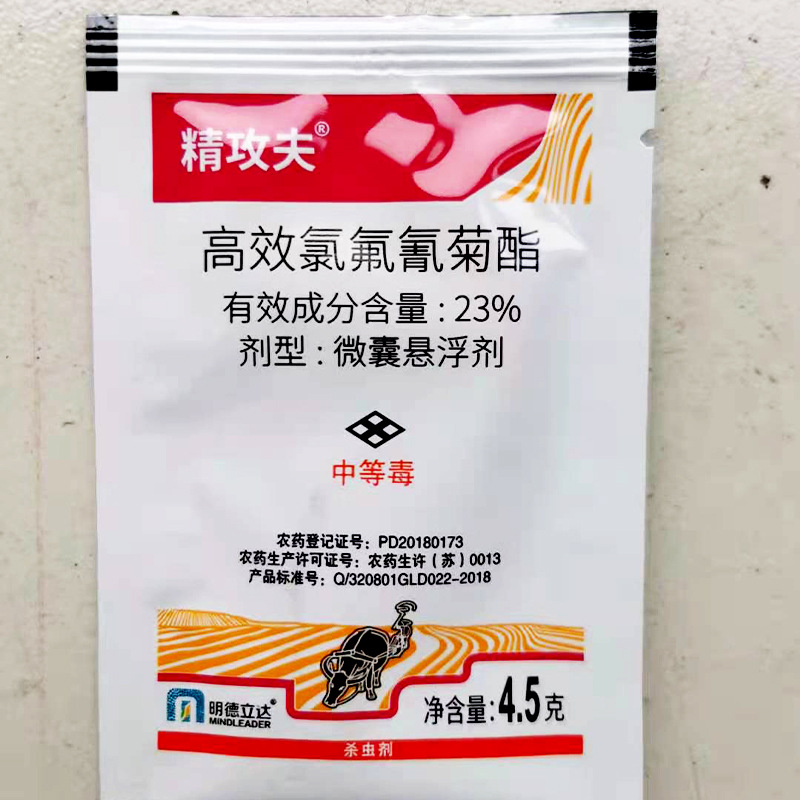 精攻夫®
高效氯氟氰菊酯
有效成分含量：23%
剂型：微囊悬浮剂
中等毒
农药登记证号：PD20180173
农药生产许可证号：农药生许（苏）0013
产品标准号：Q/320801GLD022-2018
明德立达®
MINDLEADER
净含量:4.5克
杀虫剂